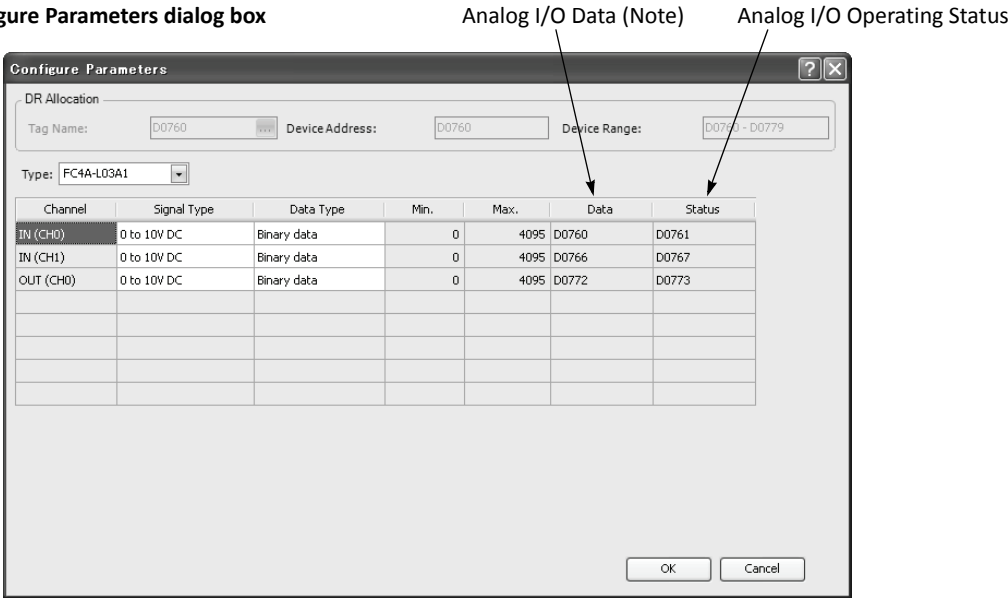 gure Parameters dialog box Analog I/O Data (Note) Analog I/O Operating Status
Configure Parameters
DR Allocation
Tag Name: D0760 ... Device Address: D0760 Device Range: D0760 - D0779
Type: FC4A-L03A1
Channel Signal Type Data Type Min. Max. Data Status
IN (CH0) 0 to 10V DC Binary data 0 4095 D0760 D0761
IN (CH1) 0 to 10V DC Binary data 0 4095 D0766 D0767
OUT (CH0) 0 to 10V DC Binary data 0 4095 D0772 D0773
OK Cancel